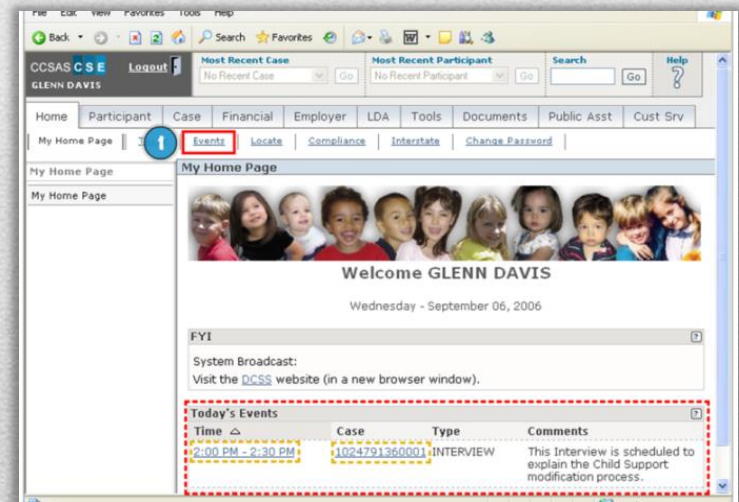 File Edit View Favorites Tools Help
Back Search Favorites
CCSAS CSE Logout
GLENN DAVIS
Most Recent Case
No Recent Case Go
Most Recent Participant
No Recent Participant Go
Search
Go
Help
Home Participant Case Financial Employer LDA Tools Documents Public Asst Cust Srv
My Home Page 1 Events Locate Compliance Interstate Change Password
My Home Page
My Home Page
My Home Page
Welcome GLENN DAVIS
Wednesday - September 06, 2006
FYI
System Broadcast:
Visit the DCSS website (in a new browser window).
Today's Events
Time Case Type Comments
2:00 PM - 2:30 PM 1024791360001 INTERVIEW This Interview is scheduled to
explain the Child Support
modification process.